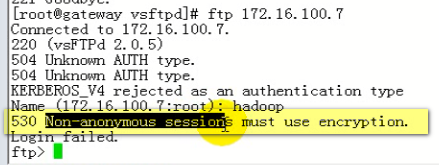 221 Goodbye.
[root@gateway vsftpd]# ftp 172.16.100.7
Connected to 172.16.100.7.
220 (vsFTPd 2.0.5)
504 Unknown AUTH type.
504 Unknown AUTH type.
KERBEROS_V4 rejected as an authentication type
Name (172.16.100.7:root): hadoop
530 Non-anonymous sessions must use encryption.
Login failed.
ftp>